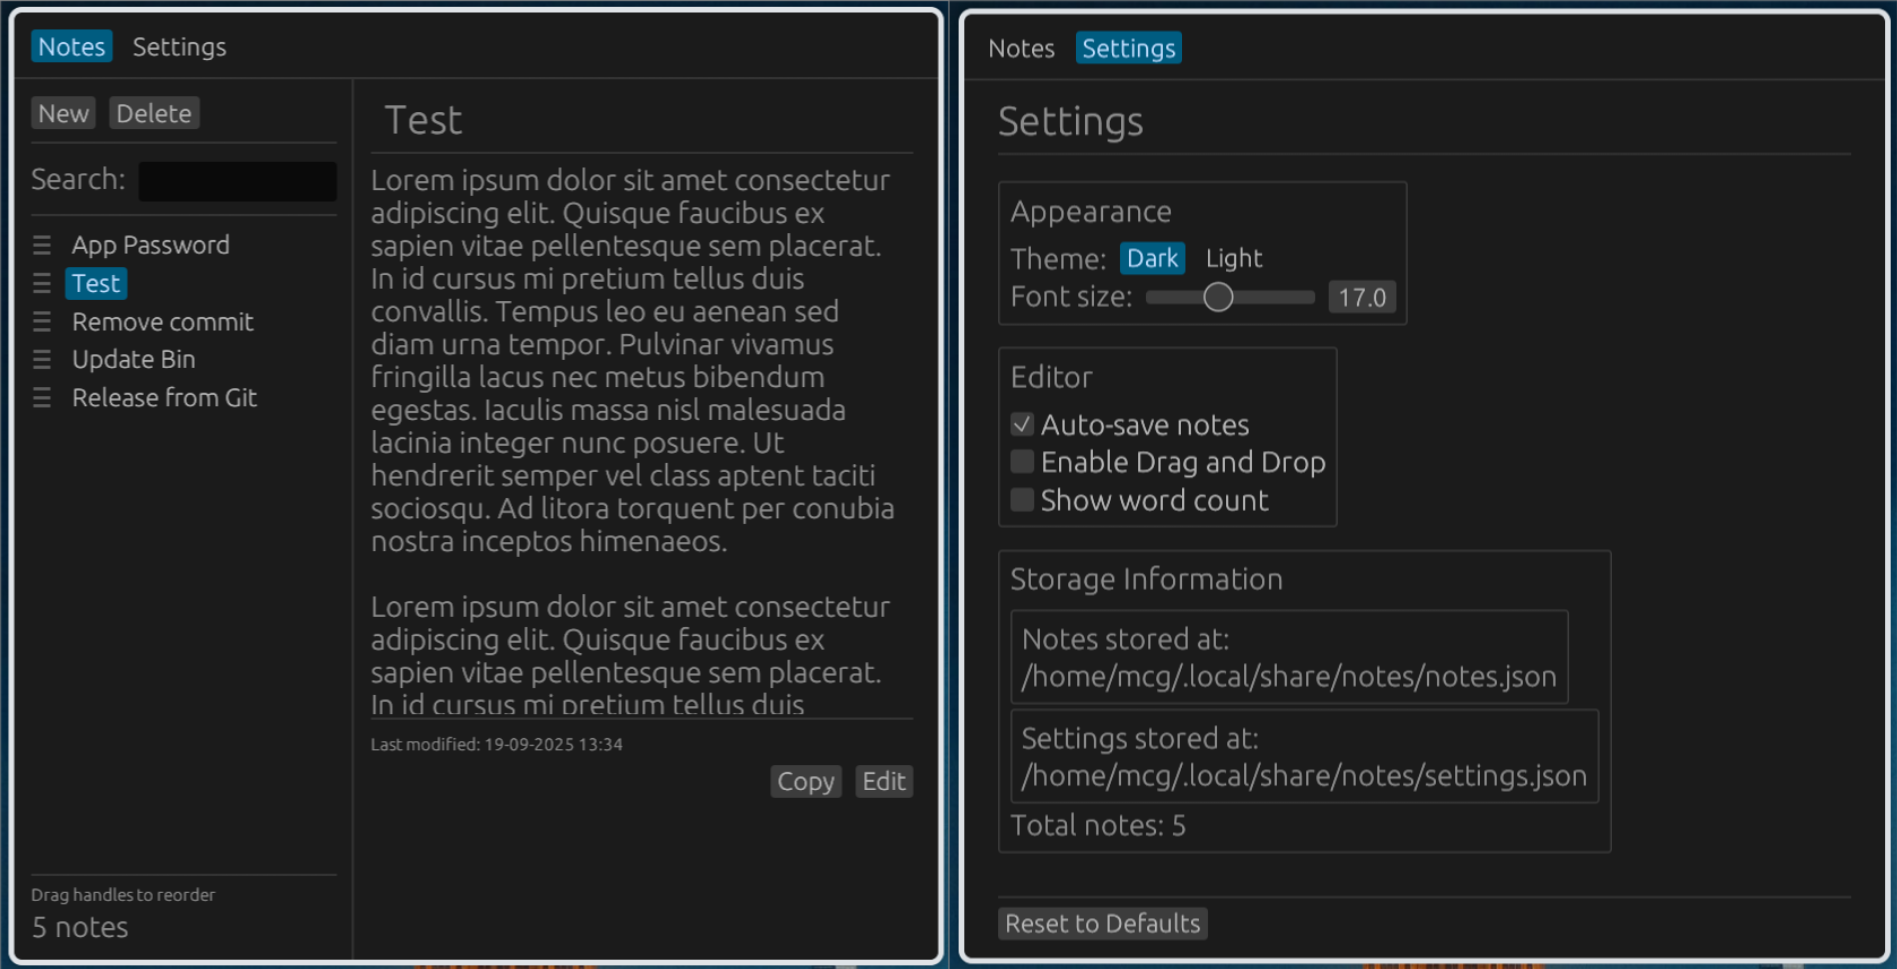 Notes Settings
New Delete
Search:
App Password
Test
Remove commit
Update Bin
Release from Git
Drag handles to reorder
5 notes
Test
Lorem ipsum dolor sit amet consectetur
adipiscing elit. Quisque faucibus ex
sapien vitae pellentesque sem placerat.
In id cursus mi pretium tellus duis
convallis. Tempus leo eu aenean sed
diam urna tempor. Pulvinar vivamus
fringilla lacus nec metus bibendum
egestas. Iaculis massa nisl malesuada
lacinia integer nunc posuere. Ut
hendrerit semper vel class aptent taciti
sociosqu. Ad litora torquent per conubia
nostra inceptos himenaeos.
Lorem ipsum dolor sit amet consectetur
adipiscing elit. Quisque faucibus ex
sapien vitae pellentesque sem placerat.
In id cursus mi pretium tellus duis
Last modified: 19-09-2025 13:34
Copy Edit
Notes Settings
Settings
Appearance
Theme: Dark Light
Font size: 17.0
Editor
Auto-save notes
Enable Drag and Drop
Show word count
Storage Information
Notes stored at:
/home/mcg/.local/share/notes/notes.json
Settings stored at:
/home/mcg/.local/share/notes/settings.json
Total notes: 5
Reset to Defaults